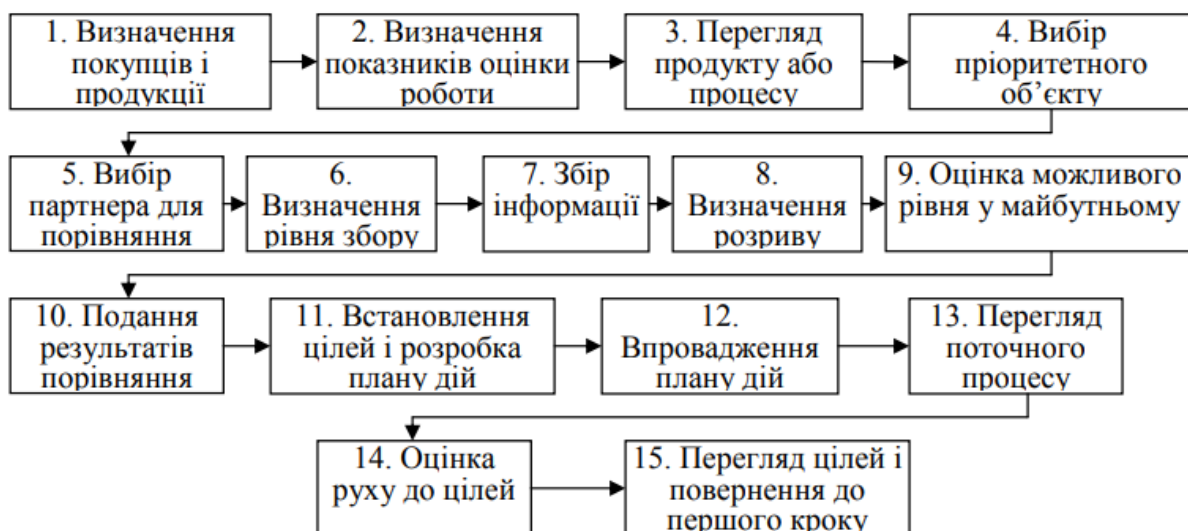 1. Визначення
покупців і
продукції
2. Визначення
показників оцінки
роботи
3. Перегляд
продукту або
процесу
4. Вибір
пріоритетного
об’єкту
5. Вибір
партнера для
порівняння
6.
Визначення
рівня збору
7. Збір
інформації
8.
Визначення
розриву
9. Оцінка можливого
рівня у майбутньому
10. Подання
результатів
порівняння
11. Встановлення
цілей і розробка
плану дій
12.
Впровадження
плану дій
13. Перегляд
поточного
процесу
14. Оцінка
руху до цілей
15. Перегляд цілей і
повернення до
першого кроку